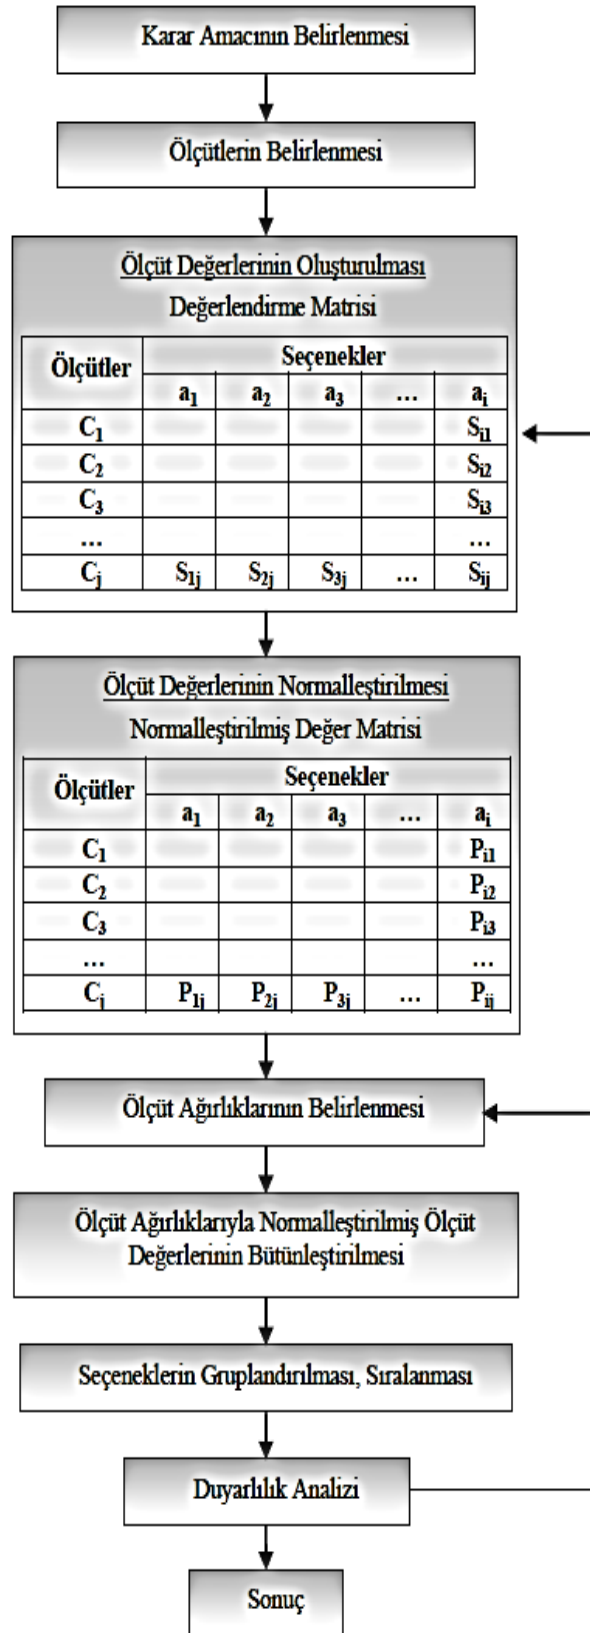 Karar Amacının Belirlenmesi
Ölçütlerin Belirlenmesi
Ölçüt Değerlerinin Oluşturulması
Değerlendirme Matrisi
Ölçütler Seçenekler
a₁ a₂ a₃ ... aᵢ
C₁ Sᵢ₁
C₂ Sᵢ₂
C₃ Sᵢ₃
... ...
Cⱼ S₁ⱼ S₂ⱼ S₃ⱼ ... Sᵢⱼ
Ölçüt Değerlerinin Normalleştirilmesi
Normalleştirilmiş Değer Matrisi
Ölçütler Seçenekler
a₁ a₂ a₃ ... aᵢ
C₁ Pᵢ₁
C₂ Pᵢ₂
C₃ Pᵢ₃
... ...
Cⱼ P₁ⱼ P₂ⱼ P₃ⱼ ... Pᵢⱼ
Ölçüt Ağırlıklarının Belirlenmesi
Ölçüt Ağırlıklarıyla Normalleştirilmiş Ölçüt
Değerlerinin Bütünleştirilmesi
Seçeneklerin Gruplandırılması, Sıralanması
Duyarlılık Analizi
Sonuç